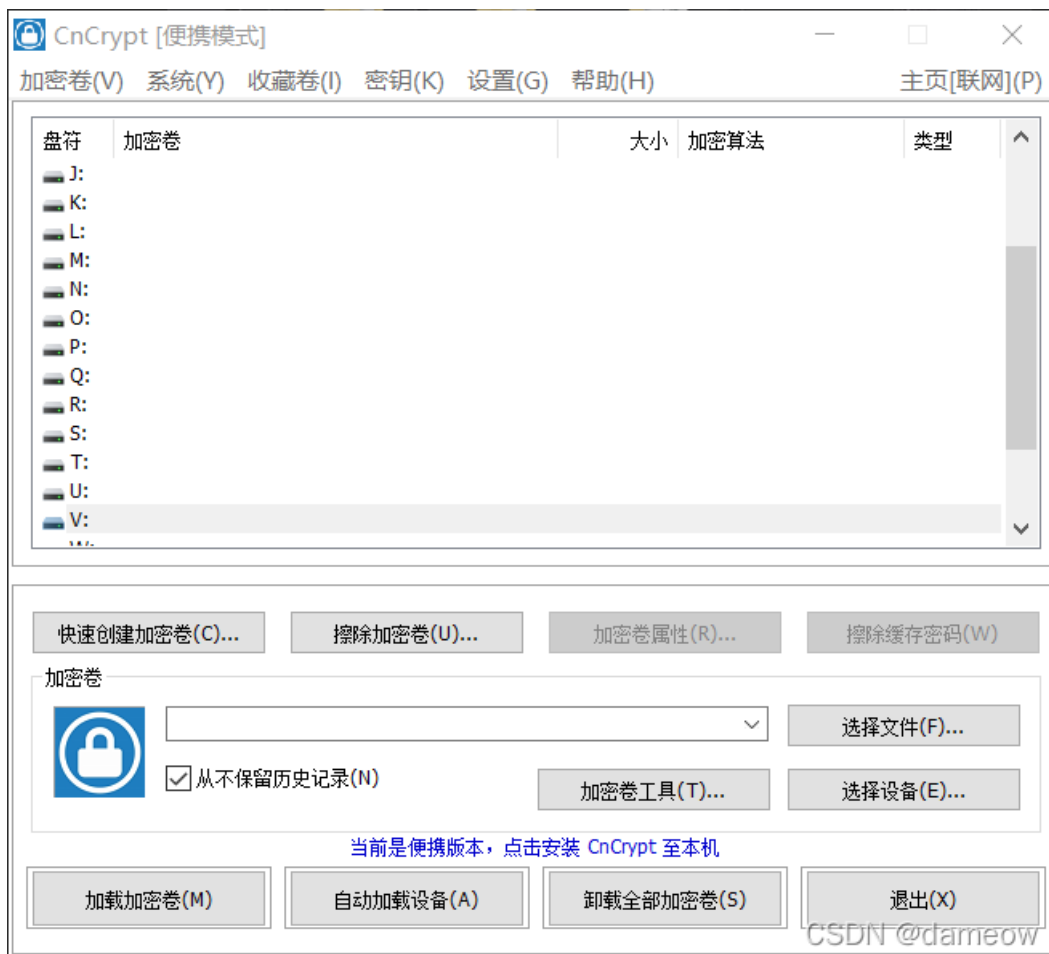 CnCrypt [便携模式]
加密卷(V) 系统(Y) 收藏卷(I) 密钥(K) 设置(G) 帮助(H) 主页[联网](P)
盘符 加密卷 大小 加密算法 类型
J:
K:
L:
M:
N:
O:
P:
Q:
R:
S:
T:
U:
V:
快速创建加密卷(C)... 擦除加密卷(U)... 加密卷属性(R)... 擦除缓存密码(W)
加密卷
选择文件(F)...
从不保留历史记录(N) 加密卷工具(T)... 选择设备(E)...
当前是便携版本，点击安装 CnCrypt 至本机
加载加密卷(M) 自动加载设备(A) 卸载全部加密卷(S) 退出(X)
CSDN @dameow